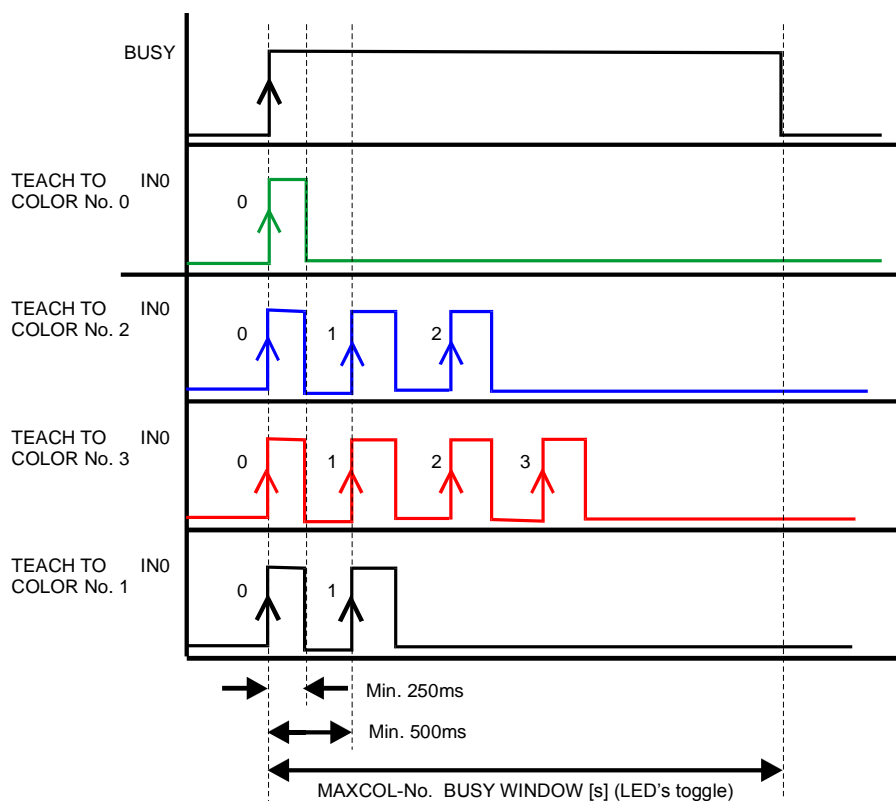 BUSY
TEACH TO IN0
COLOR No. 0
0
TEACH TO IN0
COLOR No. 2
0 1 2
TEACH TO IN0
COLOR No. 3
0 1 2 3
TEACH TO IN0
COLOR No. 1
0 1
Min. 250ms
Min. 500ms
MAXCOL-No. BUSY WINDOW [s] (LED's toggle)